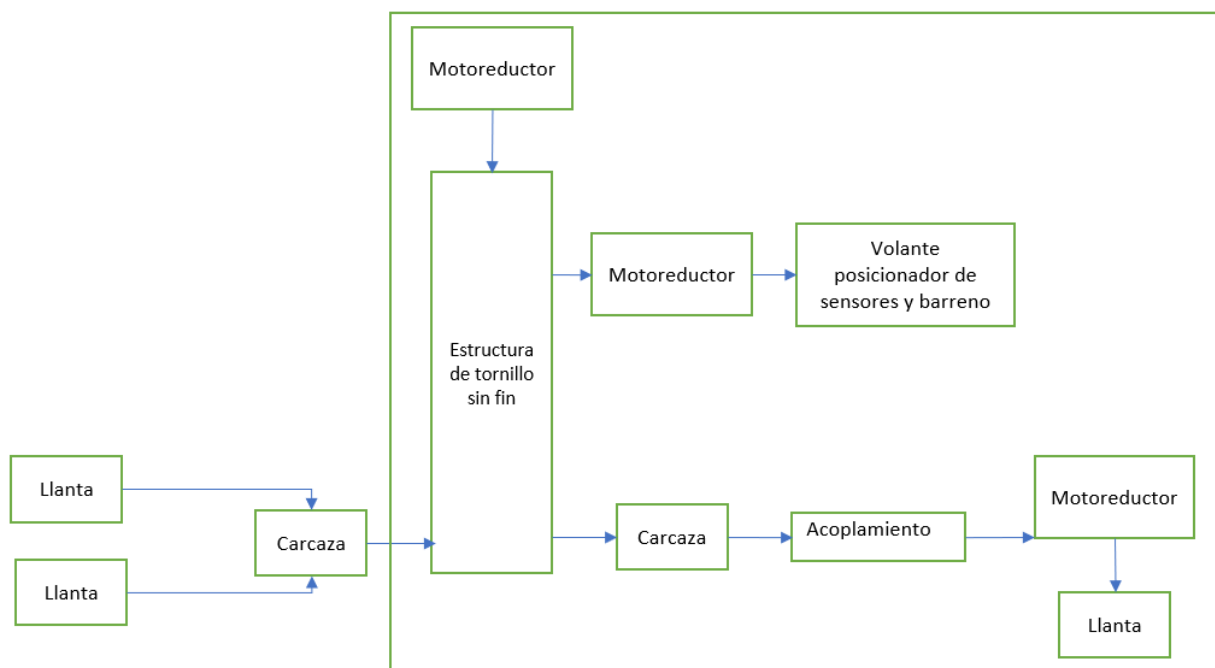 Motoreductor
Motoreductor
Volante
posicionador de
sensores y barreno
Estructura
de tornillo
sin fin
Llanta
Llanta
Carcaza
Carcaza
Acoplamiento
Motoreductor
Llanta